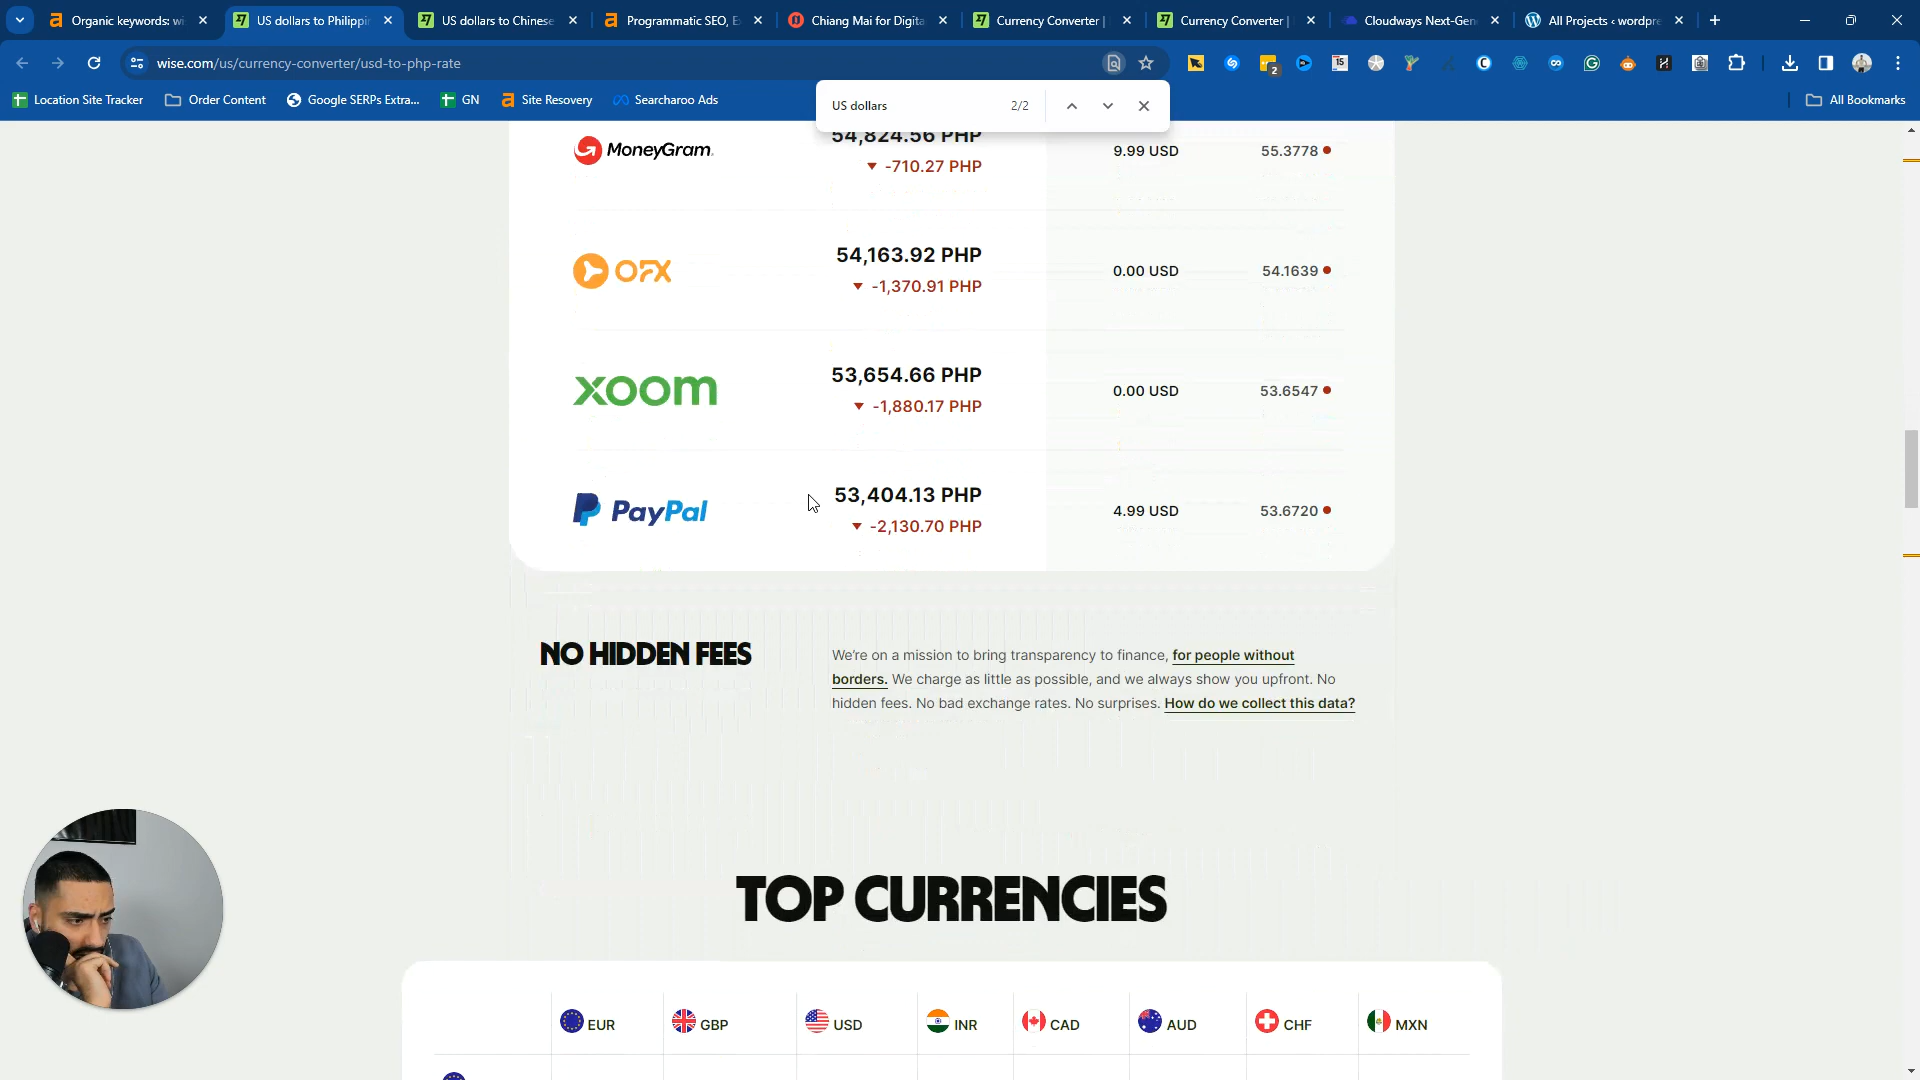 Organic keywords: wi
US dollars to Philippi
US dollars to Chinese
Programmatic SEO, E
Chiang Mai for Digita
Currency Converter |
Currency Converter |
Cloudways Next-Gen
All Projects ‹ wordpre
wise.com/us/currency-converter/usd-to-php-rate
2
15
Location Site Tracker
Order Content
Google SERPs Extra...
GN
Site Recovery
Searcharoo Ads
All Bookmarks
US dollars
2/2
MoneyGram
54,824.56 PHP
-710.27 PHP
9.99 USD
55.3778
OFX
54,163.92 PHP
-1,370.91 PHP
0.00 USD
54.1639
xoom
53,654.66 PHP
-1,880.17 PHP
0.00 USD
53.6547
PayPal
53,404.13 PHP
-2,130.70 PHP
4.99 USD
53.6720
NO HIDDEN FEES
We're on a mission to bring transparency to finance, for people without
borders. We charge as little as possible, and we always show you upfront. No
hidden fees. No bad exchange rates. No surprises. How do we collect this data?
TOP CURRENCIES
EUR
GBP
USD
INR
CAD
AUD
CHF
MXN